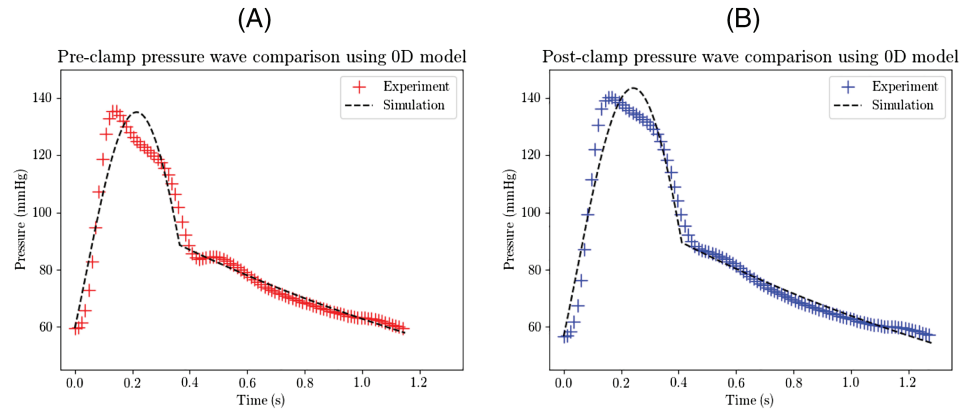 (A)
Pre-clamp pressure wave comparison using 0D model
Experiment
Simulation
140
120
100
80
60
Pressure (mmHg)
0.0 0.2 0.4 0.6 0.8 1.0 1.2
Time (s)
(B)
Post-clamp pressure wave comparison using 0D model
Experiment
Simulation
140
120
100
80
60
Pressure (mmHg)
0.0 0.2 0.4 0.6 0.8 1.0 1.2
Time (s)